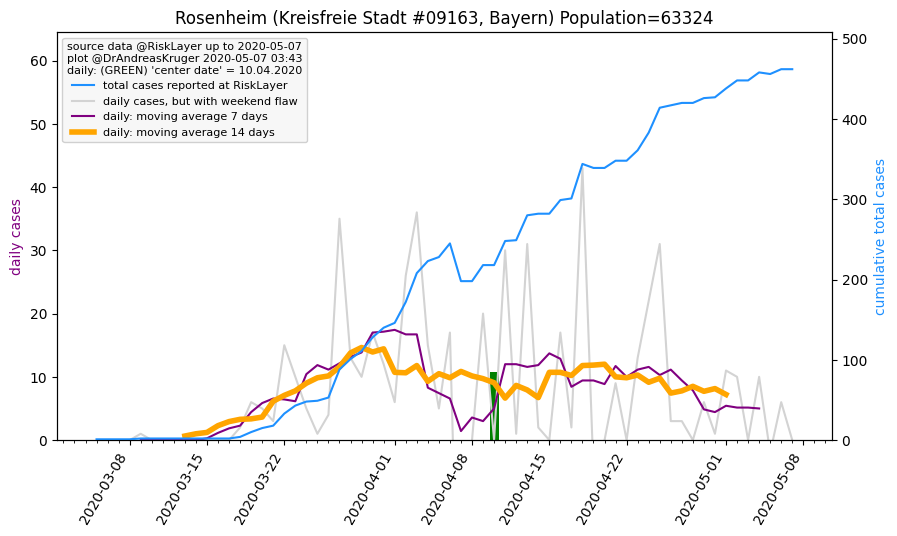 Rosenheim (Kreisfreie Stadt #09163, Bayern) Population=63324
source data @RiskLayer up to 2020-05-07
plot @DrAndreasKruger 2020-05-07 03:43
daily: (GREEN) 'center date' = 10.04.2020
total cases reported at RiskLayer
daily cases, but with weekend flaw
daily: moving average 7 days
daily: moving average 14 days
daily cases
0
10
20
30
40
50
60
cumulative total cases
0
100
200
300
400
500
2020-03-08
2020-03-15
2020-03-22
2020-04-01
2020-04-08
2020-04-15
2020-04-22
2020-05-01
2020-05-08